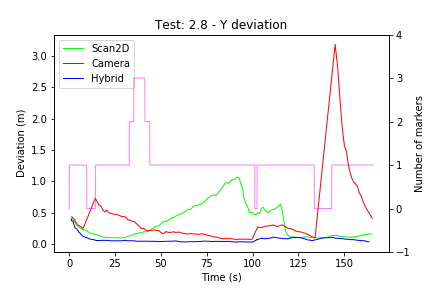 Test: 2.8 - Y deviation
Scan2D
Camera
Hybrid
Deviation (m)
3.0
2.5
2.0
1.5
1.0
0.5
0.0
Number of markers
4
3
2
1
0
−1
0
25
50
75
100
125
150
Time (s)